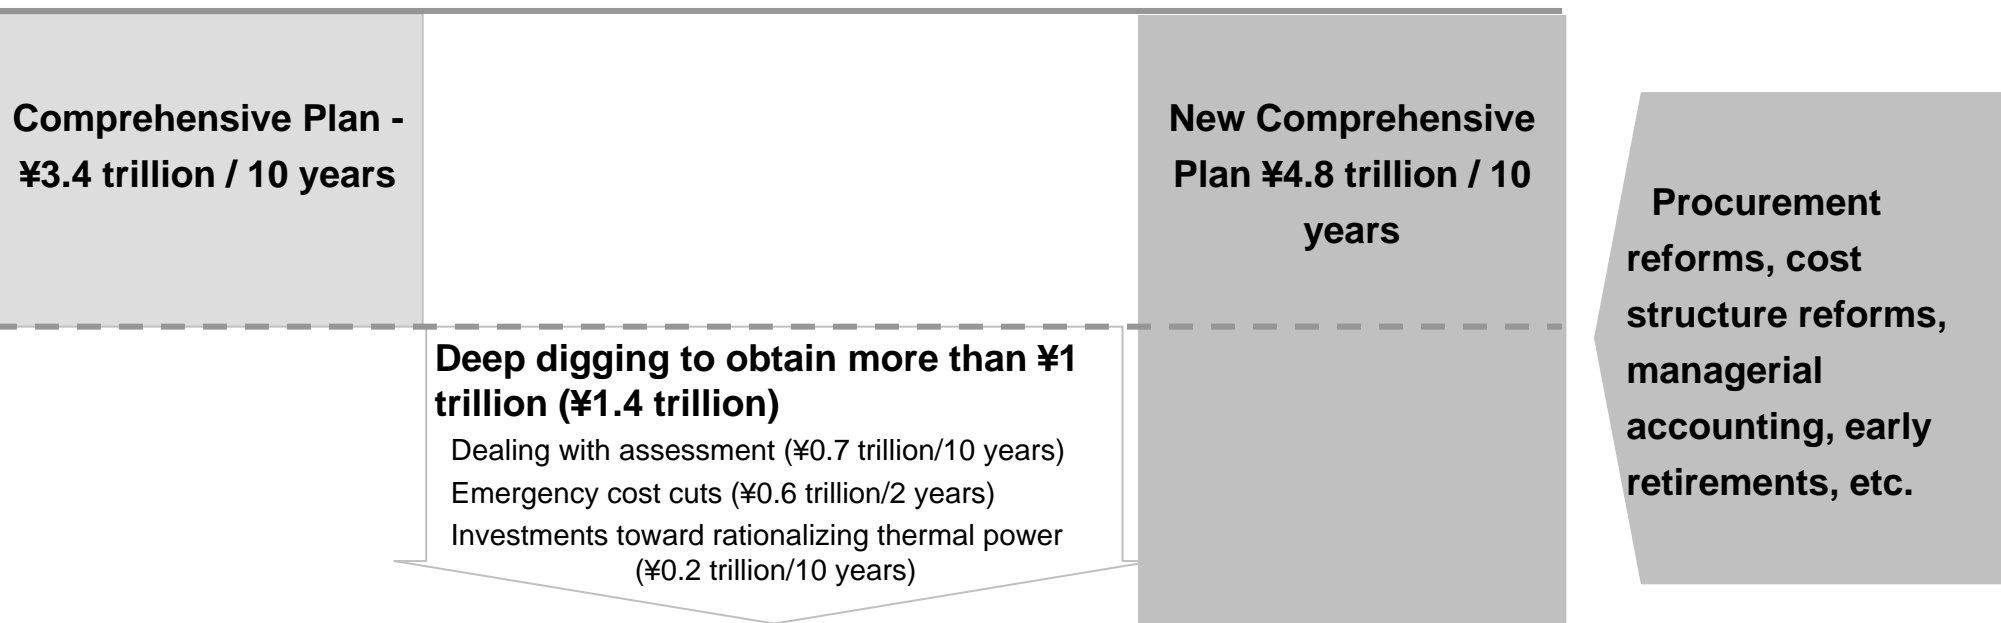 Comprehensive Plan -
¥3.4 trillion / 10 years
New Comprehensive
Plan ¥4.8 trillion / 10
years
Procurement
reforms, cost
structure reforms,
managerial
accounting, early
retirements, etc.
Deep digging to obtain more than ¥1
trillion (¥1.4 trillion)
Dealing with assessment (¥0.7 trillion/10 years)
Emergency cost cuts (¥0.6 trillion/2 years)
Investments toward rationalizing thermal power
(¥0.2 trillion/10 years)